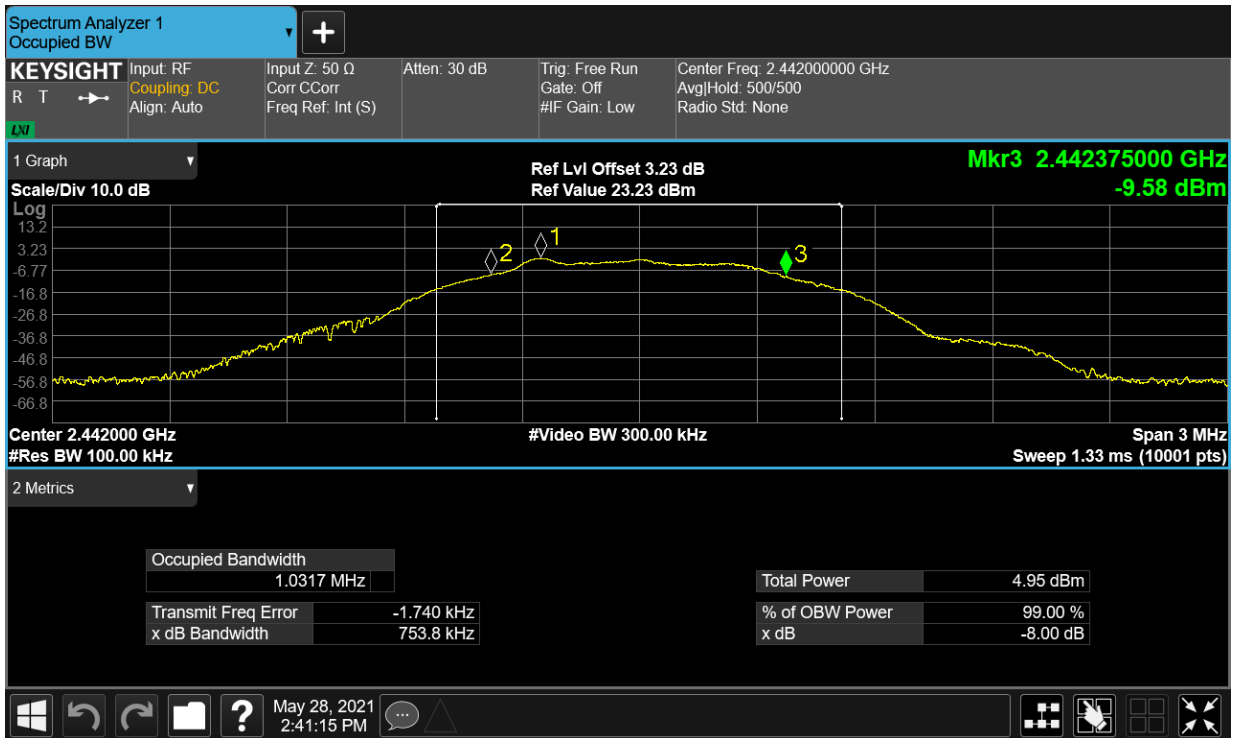 Spectrum Analyzer 1
Occupied BW
+
KEYSIGHT
R T
LXI
Input: RF
Coupling: DC
Align: Auto
Input Z: 50 Ω
Corr CCorr
Freq Ref: Int (S)
Atten: 30 dB
Trig: Free Run
Gate: Off
#IF Gain: Low
Center Freq: 2.442000000 GHz
Avg|Hold: 500/500
Radio Std: None
1 Graph
Scale/Div 10.0 dB
Ref Lvl Offset 3.23 dB
Ref Value 23.23 dBm
Mkr3 2.442375000 GHz
-9.58 dBm
Log
13.2
3.23
-6.77
-16.8
-26.8
-36.8
-46.8
-56.8
-66.8
2
1
3
Center 2.442000 GHz
#Video BW 300.00 kHz
Span 3 MHz
#Res BW 100.00 kHz
Sweep 1.33 ms (10001 pts)
2 Metrics
Occupied Bandwidth
1.0317 MHz
Total Power 4.95 dBm
Transmit Freq Error -1.740 kHz
% of OBW Power 99.00 %
x dB Bandwidth 753.8 kHz
x dB -8.00 dB
?
May 28, 2021
2:41:15 PM